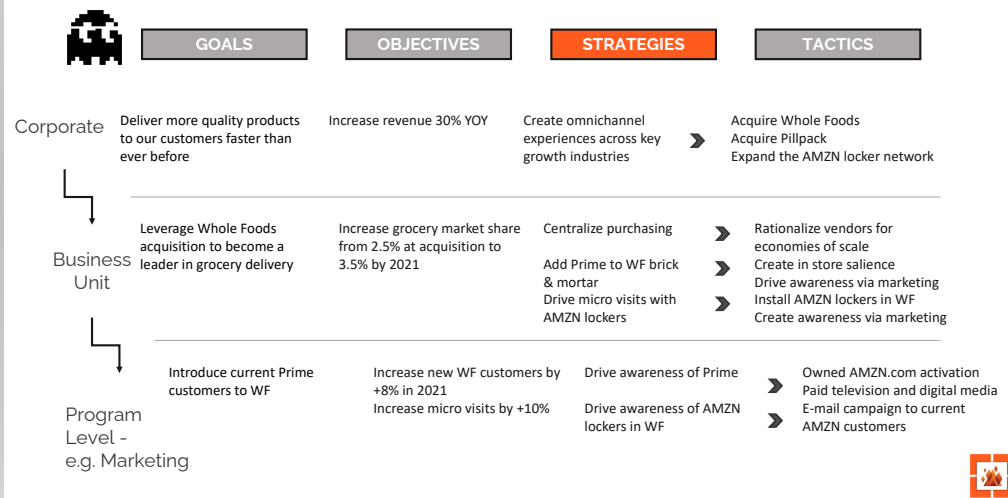 GOALS
OBJECTIVES
STRATEGIES
TACTICS
Corporate
Deliver more quality products
to our customers faster than
ever before
Increase revenue 30% YOY
Create omnichannel
experiences across key
growth industries
Acquire Whole Foods
Acquire Pillpack
Expand the AMZN locker network
Business
Unit
Leverage Whole Foods
acquisition to become a
leader in grocery delivery
Increase grocery market share
from 2.5% at acquisition to
3.5% by 2021
Centralize purchasing
Add Prime to WF brick
& mortar
Drive micro visits with
AMZN lockers
Rationalize vendors for
economies of scale
Create in store salience
Drive awareness via marketing
Install AMZN lockers in WF
Create awareness via marketing
Program
Level -
e.g. Marketing
Introduce current Prime
customers to WF
Increase new WF customers by
+8% in 2021
Increase micro visits by +10%
Drive awareness of Prime
Drive awareness of AMZN
lockers in WF
Owned AMZN.com activation
Paid television and digital media
E-mail campaign to current
AMZN customers